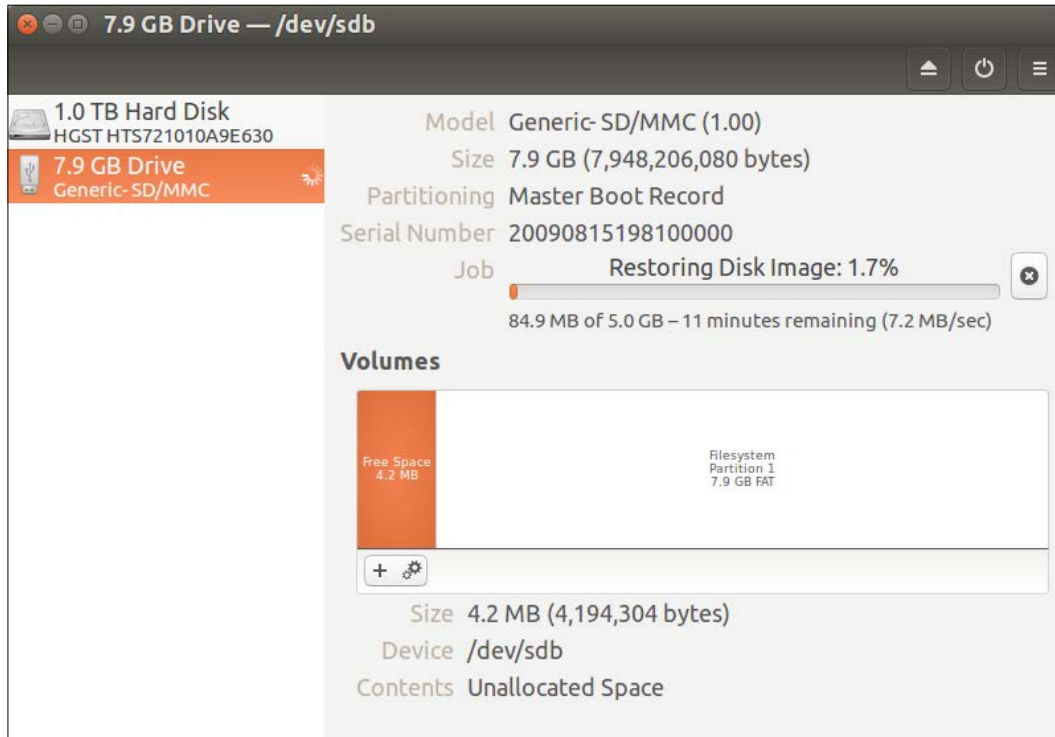 7.9 GB Drive — /dev/sdb
1.0 TB Hard Disk
HGST HTS721010A9E630
7.9 GB Drive
Generic- SD/MMC
Model Generic- SD/MMC (1.00)
Size 7.9 GB (7,948,206,080 bytes)
Partitioning Master Boot Record
Serial Number 20090815198100000
Job Restoring Disk Image: 1.7%
84.9 MB of 5.0 GB – 11 minutes remaining (7.2 MB/sec)
Volumes
Free Space
4.2 MB
Filesystem
Partition 1
7.9 GB FAT
Size 4.2 MB (4,194,304 bytes)
Device /dev/sdb
Contents Unallocated Space